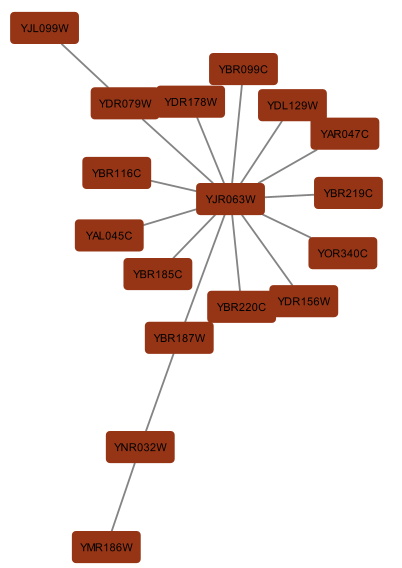 YJL099W
YBR099C
YDR079W
YDR178W
YDL129W
YAR047C
YBR116C
YJR063W
YBR219C
YAL045C
YOR340C
YBR185C
YBR220C
YDR156W
YBR187W
YNR032W
YMR186W